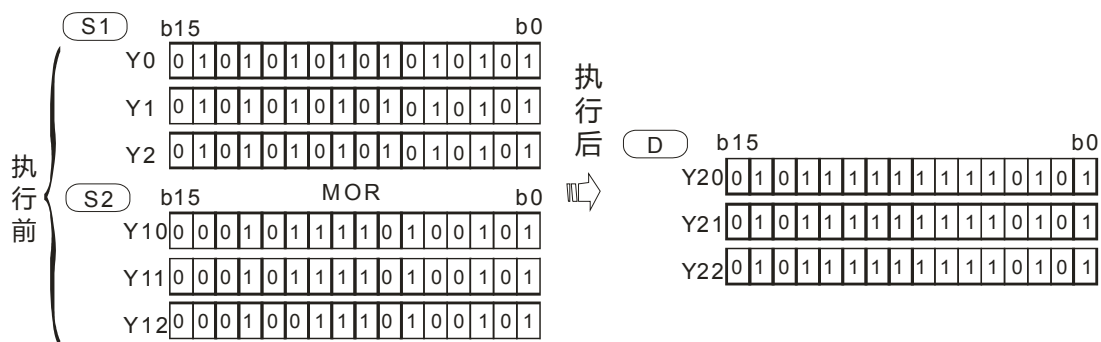 S1 b15 b0
Y0 0 1 0 1 0 1 0 1 0 1 0 1 0 1 0 1
Y1 0 1 0 1 0 1 0 1 0 1 0 1 0 1 0 1
Y2 0 1 0 1 0 1 0 1 0 1 0 1 0 1 0 1
执行前
S2 b15 MOR b0
Y10 0 0 0 1 0 1 1 1 1 0 1 0 0 1 0 1
Y11 0 0 0 1 0 1 1 1 1 0 1 0 0 1 0 1
Y12 0 0 0 1 0 0 1 1 1 0 1 0 0 1 0 1
执行后
D b15 b0
Y20 0 1 0 1 1 1 1 1 1 1 1 1 0 1 0 1
Y21 0 1 0 1 1 1 1 1 1 1 1 1 0 1 0 1
Y22 0 1 0 1 1 1 1 1 1 1 1 1 0 1 0 1